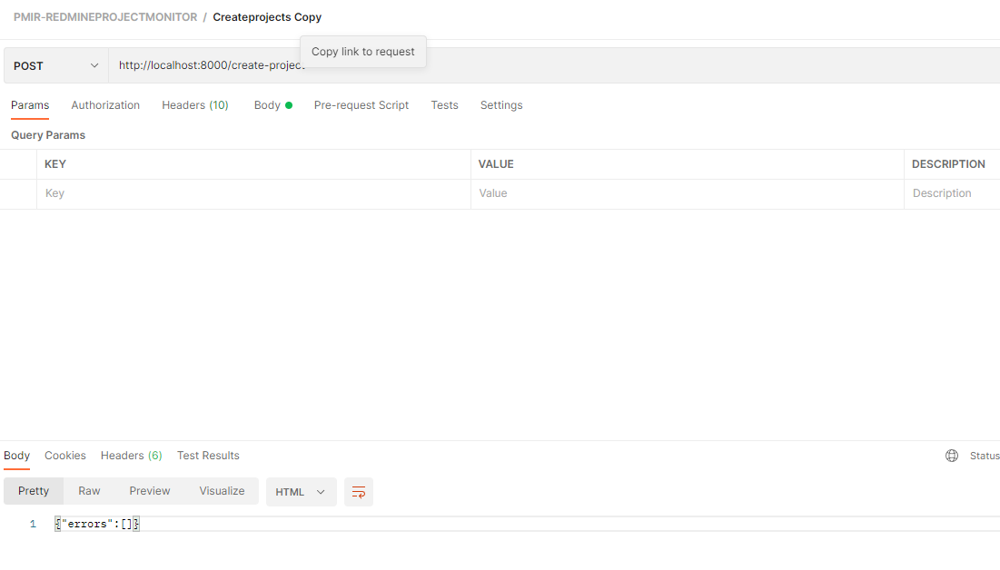 PMIR-REDMINEPROJECTMONITOR / Createprojects Copy
Copy link to request
POST http://localhost:8000/create-project
Params Authorization Headers (10) Body Pre-request Script Tests Settings
Query Params
KEY VALUE DESCRIPTION
Key Value Description
Body Cookies Headers (6) Test Results Status
Pretty Raw Preview Visualize HTML
1 {"errors":[]}